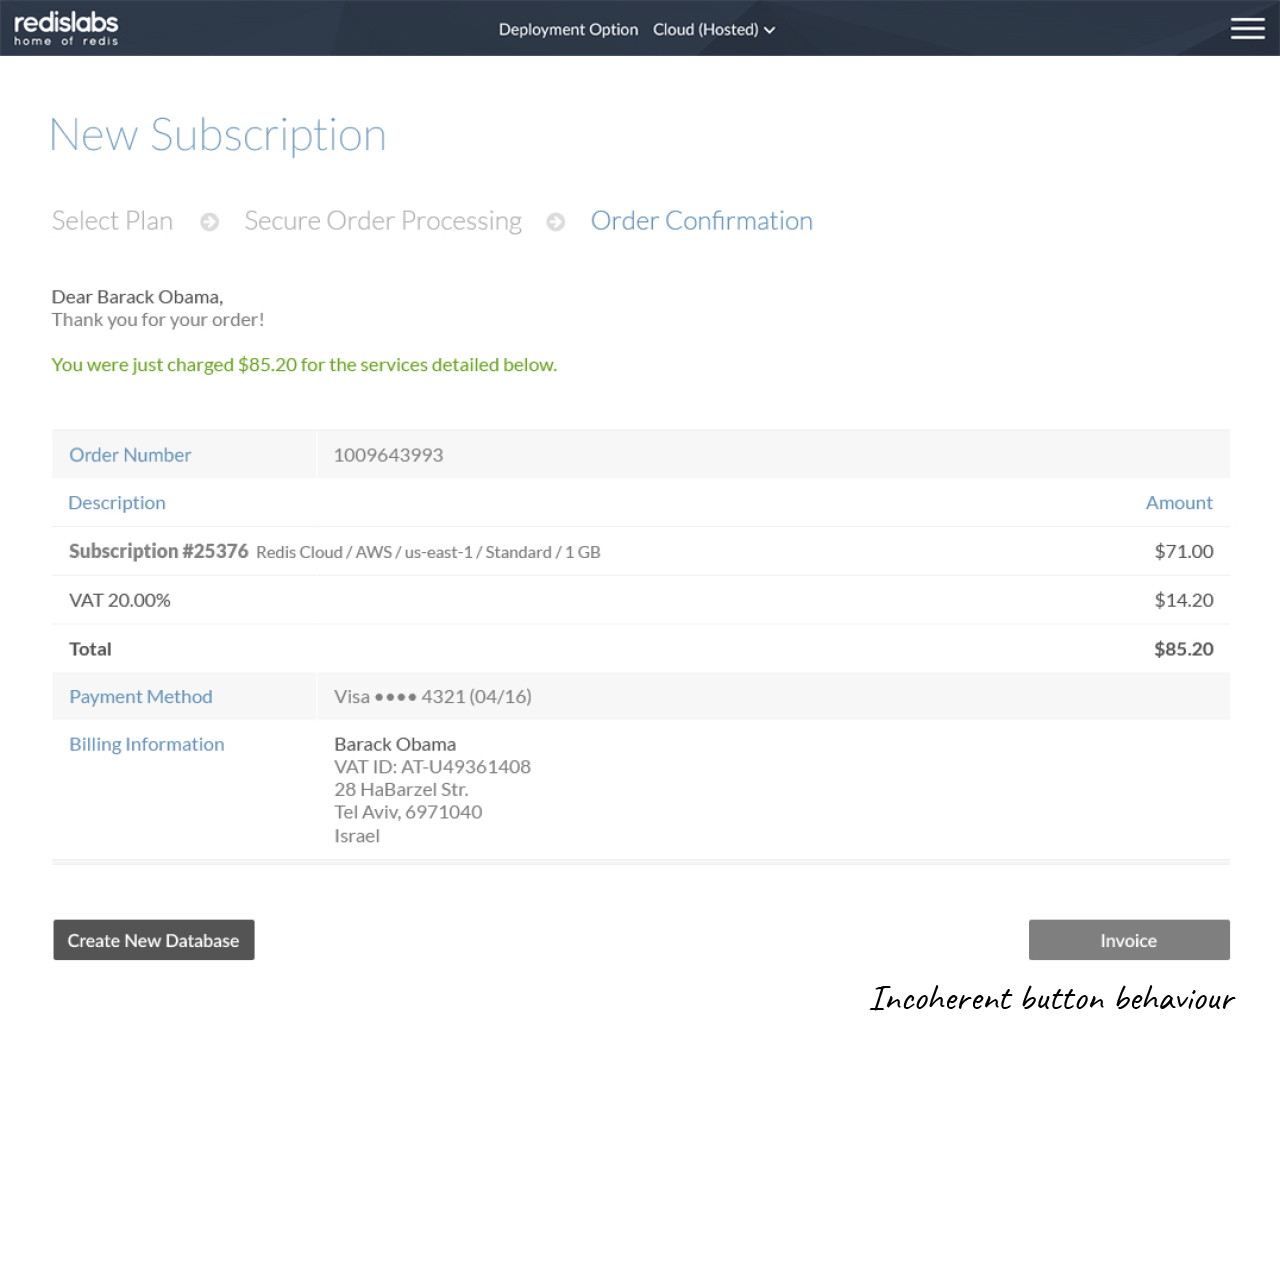 redislabs
home of redis
Deployment Option Cloud (Hosted)
New Subscription
Select Plan Secure Order Processing Order Confirmation
Dear Barack Obama,
Thank you for your order!
You were just charged $85.20 for the services detailed below.
Order Number 1009643993
Description Amount
Subscription #25376 Redis Cloud / AWS / us-east-1 / Standard / 1 GB $71.00
VAT 20.00% $14.20
Total $85.20
Payment Method Visa •••• 4321 (04/16)
Billing Information Barack Obama
VAT ID: AT-U49361408
28 HaBarzel Str.
Tel Aviv, 6971040
Israel
Create New Database Invoice
Incoherent button behaviour